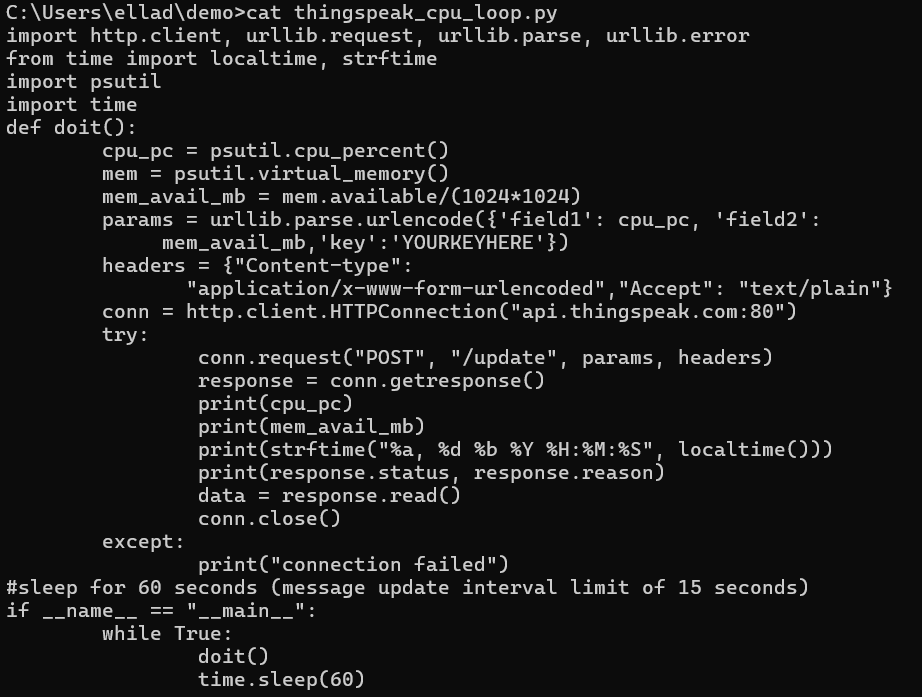 C:\Users\ellad\demo>cat thingspeak_cpu_loop.py
import http.client, urllib.request, urllib.parse, urllib.error
from time import localtime, strftime
import psutil
import time
def doit():
        cpu_pc = psutil.cpu_percent()
        mem = psutil.virtual_memory()
        mem_avail_mb = mem.available/(1024*1024)
        params = urllib.parse.urlencode({'field1': cpu_pc, 'field2':
             mem_avail_mb,'key':'YOURKEYHERE'})
        headers = {"Content-type":
               "application/x-www-form-urlencoded","Accept": "text/plain"}
        conn = http.client.HTTPConnection("api.thingspeak.com:80")
        try:
                conn.request("POST", "/update", params, headers)
                response = conn.getresponse()
                print(cpu_pc)
                print(mem_avail_mb)
                print(strftime("%a, %d %b %Y %H:%M:%S", localtime()))
                print(response.status, response.reason)
                data = response.read()
                conn.close()
        except:
                print("connection failed")
#sleep for 60 seconds (message update interval limit of 15 seconds)
if __name__ == "__main__":
        while True:
                doit()
                time.sleep(60)